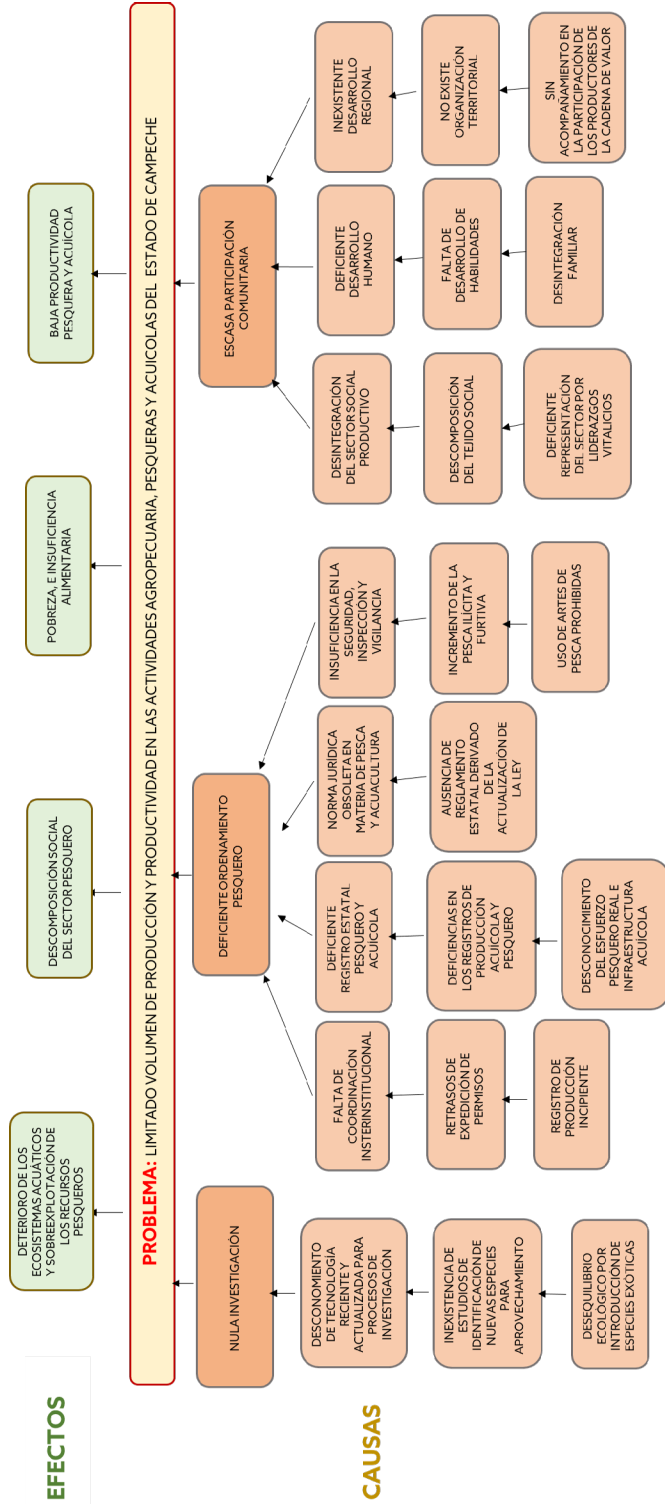 EFECTOS
DETERIORO DE LOS
ECOSISTEMAS ACUÁTICOS
Y SOBREEXPLOTACIÓN DE
LOS RECURSOS
PESQUEROS
DESCOMPOSICIÓN SOCIAL
DEL SECTOR PESQUERO
POBREZA, E INSUFICIENCIA
ALIMENTARIA
BAJA PRODUCTIVIDAD
PESQUERA Y ACUÍCOLA
PROBLEMA: LIMITADO VOLUMEN DE PRODUCCIÓN Y PRODUCTIVIDAD EN LAS ACTIVIDADES AGROPECUARIA, PESQUERAS Y ACUICOLAS DEL ESTADO DE CAMPECHE
CAUSAS
NULA INVESTIGACIÓN
DESCONOMIENTO
DE TECNOLOGÍA
RECIENTE Y
ACTUALIZADA PARA
PROCESOS DE
INVESTIGACIÓN
INEXISTENCIA DE
ESTUDIOS DE
IDENTIFICACIÓN DE
NUEVAS ESPECIES
PARA
APROVECHAMIENTO
DESEQUILIBRIO
ECOLÓGICO POR
INTRODUCCIÓN DE
ESPECIES EXÓTICAS
DEFICIENTE ORDENAMIENTO
PESQUERO
FALTA DE
COORDINACIÓN
INSTERINSTITUCIONAL
RETRASOS DE
EXPEDICIÓN DE
PERMISOS
REGISTRO DE
PRODUCCIÓN
INCIPIENTE
DEFICIENTE
REGISTRO ESTATAL
PESQUERO Y
ACUÍCOLA
DEFICIENCIAS EN
LOS REGISTROS DE
PRODUCCIÓN
ACUÍCOLA Y
PESQUERO
DESCONOCIMIENTO
DEL ESFUERZO
PESQUERO REAL E
INFRAESTRUCTURA
ACUÍCOLA
NORMA JURÍDICA
OBSOLETA EN
MATERIA DE PESCA
Y ACUACULTURA
AUSENCIA DE
REGLAMENTO
ESTATAL DERIVADO
DE LA
ACTUALIZACIÓN DE
LA LEY
INSUFICIENCIA EN LA
SEGURIDAD,
INSPECCIÓN Y
VIGILANCIA
INCREMENTO DE LA
PESCA ILÍCITA Y
FURTIVA
USO DE ARTES DE
PESCA PROHIBIDAS
ESCASA PARTICIPACIÓN
COMUNITARIA
DESINTEGRACIÓN
DEL SECTOR SOCIAL
PRODUCTIVO
DESCOMPOSICIÓN
DEL TEJIDO SOCIAL
DEFICIENTE
REPRESENTACIÓN
DEL SECTOR POR
LIDERAZGOS
VITALICIOS
DEFICIENTE
DESARROLLO
HUMANO
FALTA DE
DESARROLLO DE
HABILIDADES
DESINTEGRACIÓN
FAMILIAR
INEXISTENTE
DESARROLLO
REGIONAL
NO EXISTE
ORGANIZACIÓN
TERRITORIAL
SIN
ACOMPAÑAMIENTO EN
LA PARTICIPACIÓN DE
LOS PRODUCTORES DE
LA CADENA DE VALOR